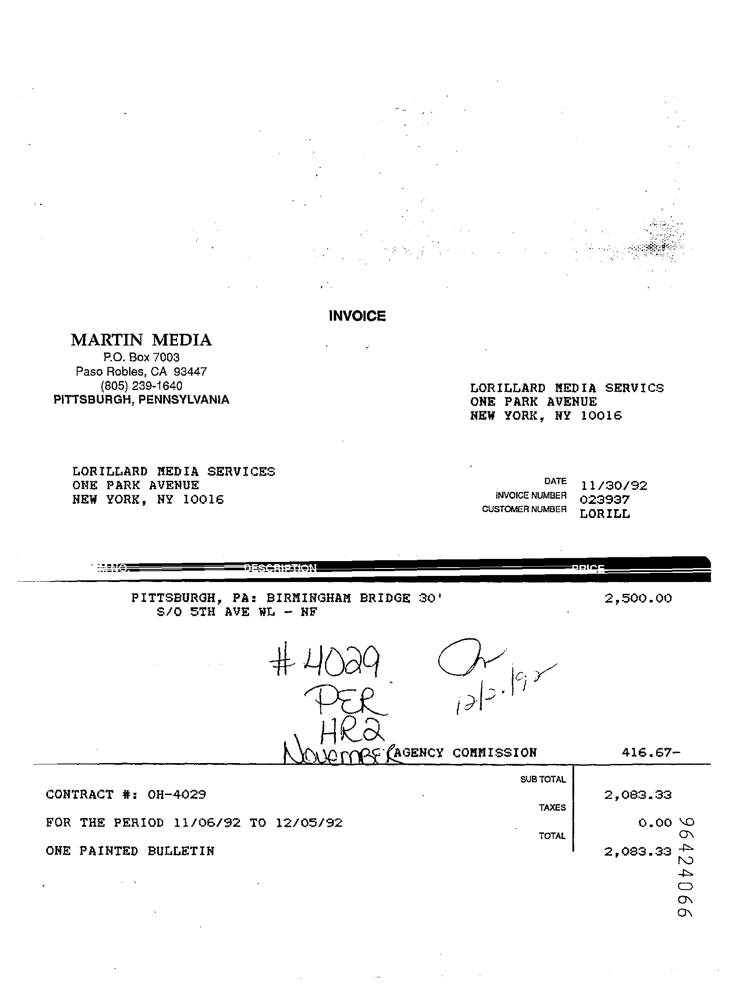 INVOICE
MARTIN MEDIA
P.O. Box 7003
Paso Robles, CA 93447
(805) 239-1640
PITTSBURGH, PENNSYLVANIA
LORILLARD MEDIA SERVICS
ONE PARK AVENUE
NEW YORK, NY 10016
LORILLARD MEDIA SERVICES
ONE PARK AVENUE
NEW YORK, NY 10016
DATE 11/30/92
INVOICE NUMBER 023937
CUSTOMER NUMBER LORILL
NO. DESCRIPTION PRICE
PITTSBURGH, PA: BIRMINGHAM BRIDGE 30' 2,500.00
S/O 5TH AVE WL - NF
#4029
12/2/92
PER
HR2
November
AGENCY COMMISSION 416.67-
SUB TOTAL
CONTRACT #: OH-4029 2,083.33
TAXES
FOR THE PERIOD 11/06/92 TO 12/05/92 0.00
TOTAL
ONE PAINTED BULLETIN 2,083.33
96424066